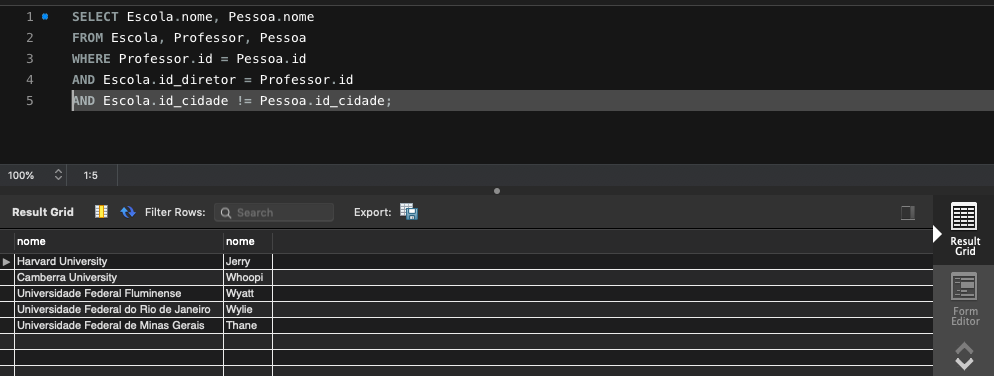 1 SELECT Escola.nome, Pessoa.nome
2 FROM Escola, Professor, Pessoa
3 WHERE Professor.id = Pessoa.id
4 AND Escola.id_diretor = Professor.id
5 AND Escola.id_cidade != Pessoa.id_cidade;
100% 1:5
Result Grid Filter Rows: Search Export:
nome nome
Harvard University Jerry
Camberra University Whoopi
Universidade Federal Fluminense Wyatt
Universidade Federal do Rio de Janeiro Wylie
Universidade Federal de Minas Gerais Thane
Result
Grid
Form
Editor